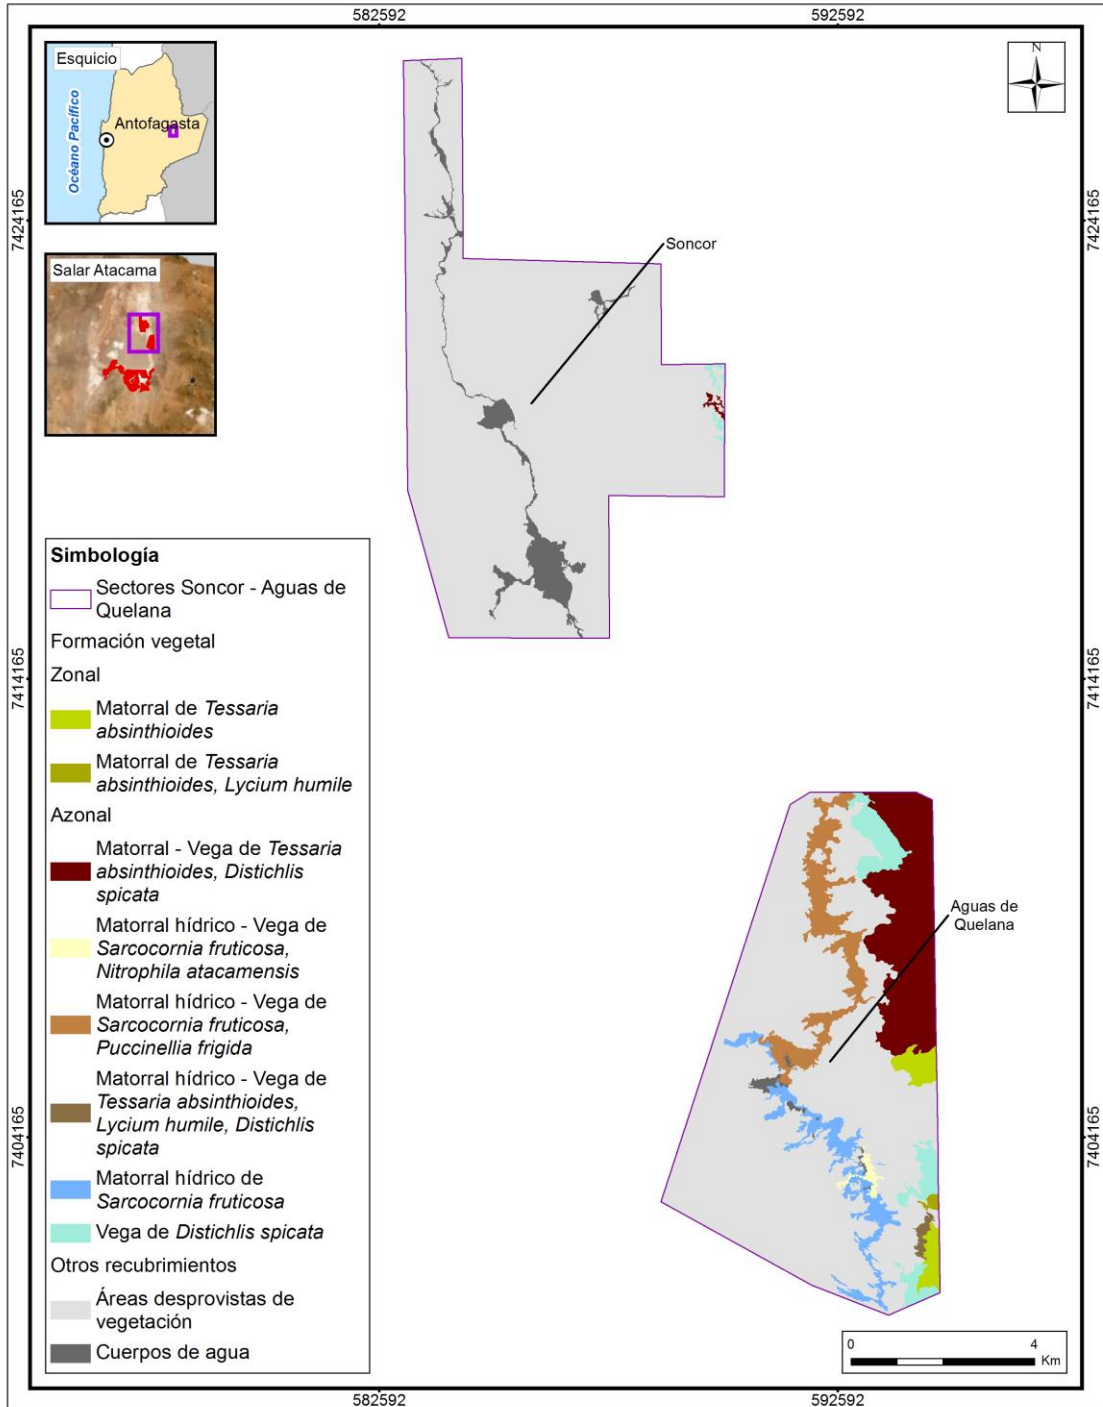 582592
592592
Esquicio
Océano Pacífico
Antofagasta
N
7424165
7424165
Salar Atacama
Soncor
Simbología
Sectores Soncor - Aguas de
Quelana
Formación vegetal
Zonal
Matorral de Tessaria
absinthioides
Matorral de Tessaria
absinthioides, Lycium humile
Azonal
Matorral - Vega de Tessaria
absinthioides, Distichlis
spicata
Matorral hídrico - Vega de
Sarcocornia fruticosa,
Nitrophila atacamensis
Matorral hídrico - Vega de
Sarcocornia fruticosa,
Puccinellia frigida
Matorral hídrico - Vega de
Tessaria absinthioides,
Lycium humile, Distichlis
spicata
Matorral hídrico de
Sarcocornia fruticosa
Vega de Distichlis spicata
Otros recubrimientos
Áreas desprovistas de
vegetación
Cuerpos de agua
7414165
7414165
Aguas de
Quelana
7404165
7404165
0 4
Km
582592
592592